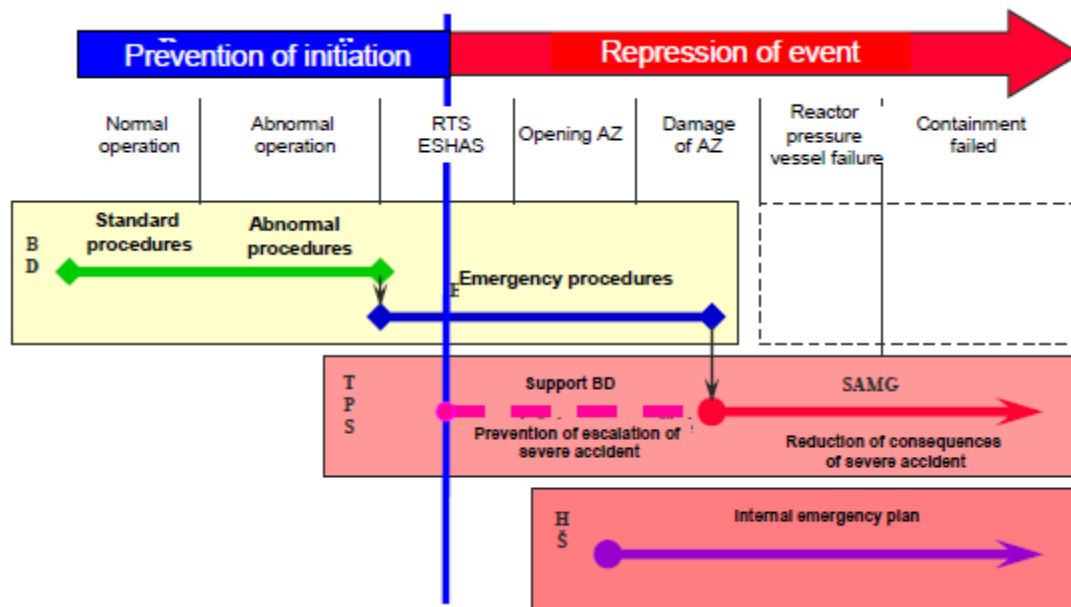 Prevention of initiation
Repression of event
Normal
operation
Abnormal
operation
RTS
ESHAS
Opening AZ
Damage
of AZ
Reactor
pressure
vessel failure
Containment
failed
B
D
Standard
procedures
Abnormal
procedures
Emergency procedures
T
P
S
Support BD
SAMG
Prevention of escalation of
severe accident
Reduction of consequences
of severe accident
H
Š
Internal emergency plan